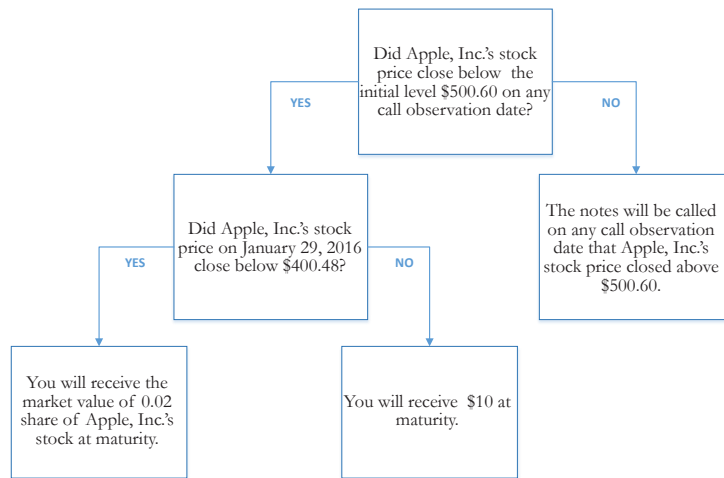 Did Apple, Inc.'s stock
price close below the
initial level $500.60 on any
call observation date?
YES
NO
Did Apple, Inc.'s stock
price on January 29, 2016
close below $400.48?
The notes will be called
on any call observation
date that Apple, Inc.'s
stock price closed above
$500.60.
YES
NO
You will receive the
market value of 0.02
share of Apple, Inc.'s
stock at maturity.
You will receive $10 at
maturity.